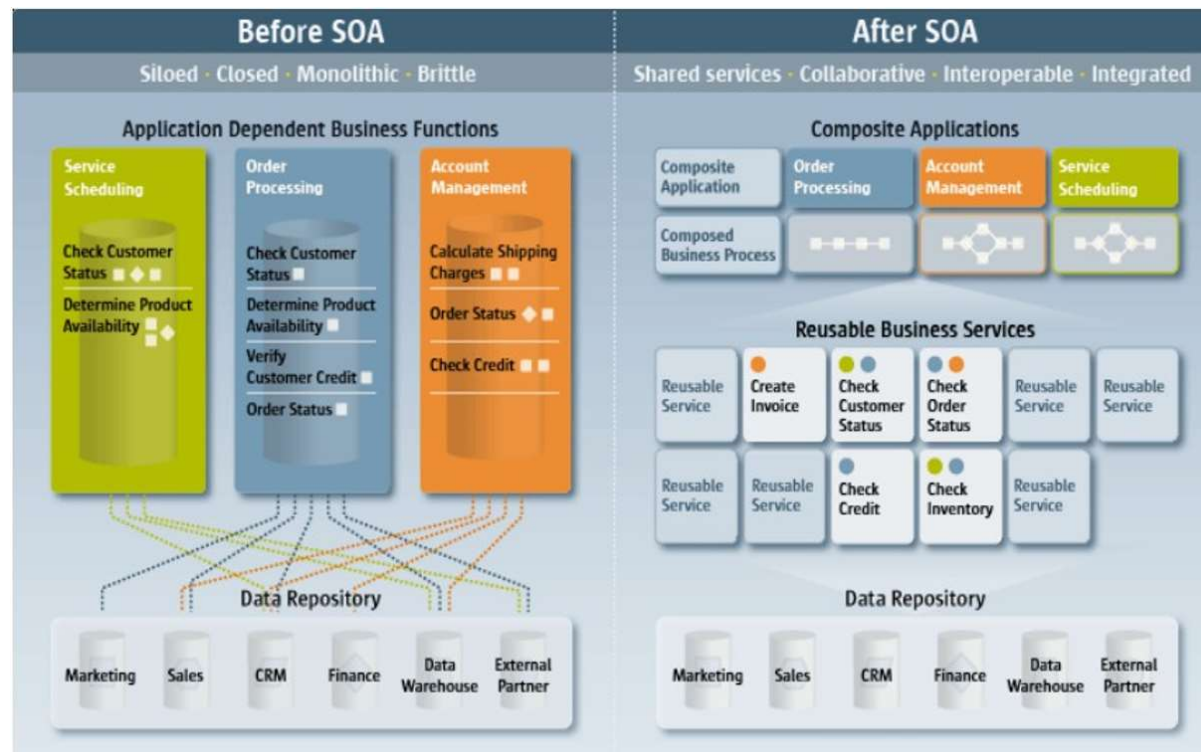 Before SOA
Siloed · Closed · Monolithic · Brittle
Application Dependent Business Functions
Service
Scheduling
Check Customer
Status
Determine Product
Availability
Order
Processing
Check Customer
Status
Determine Product
Availability
Verify
Customer Credit
Order Status
Account
Management
Calculate Shipping
Charges
Order Status
Check Credit
Data Repository
Marketing
Sales
CRM
Finance
Data
Warehouse
External
Partner
After SOA
Shared services · Collaborative · Interoperable · Integrated
Composite Applications
Composite
Application
Order
Processing
Account
Management
Service
Scheduling
Composed
Business Process
Reusable Business Services
Reusable
Service
Create
Invoice
Check
Customer
Status
Check
Order
Status
Reusable
Service
Reusable
Service
Reusable
Service
Reusable
Service
Check
Credit
Check
Inventory
Reusable
Service
Data Repository
Marketing
Sales
CRM
Finance
Data
Warehouse
External
Partner